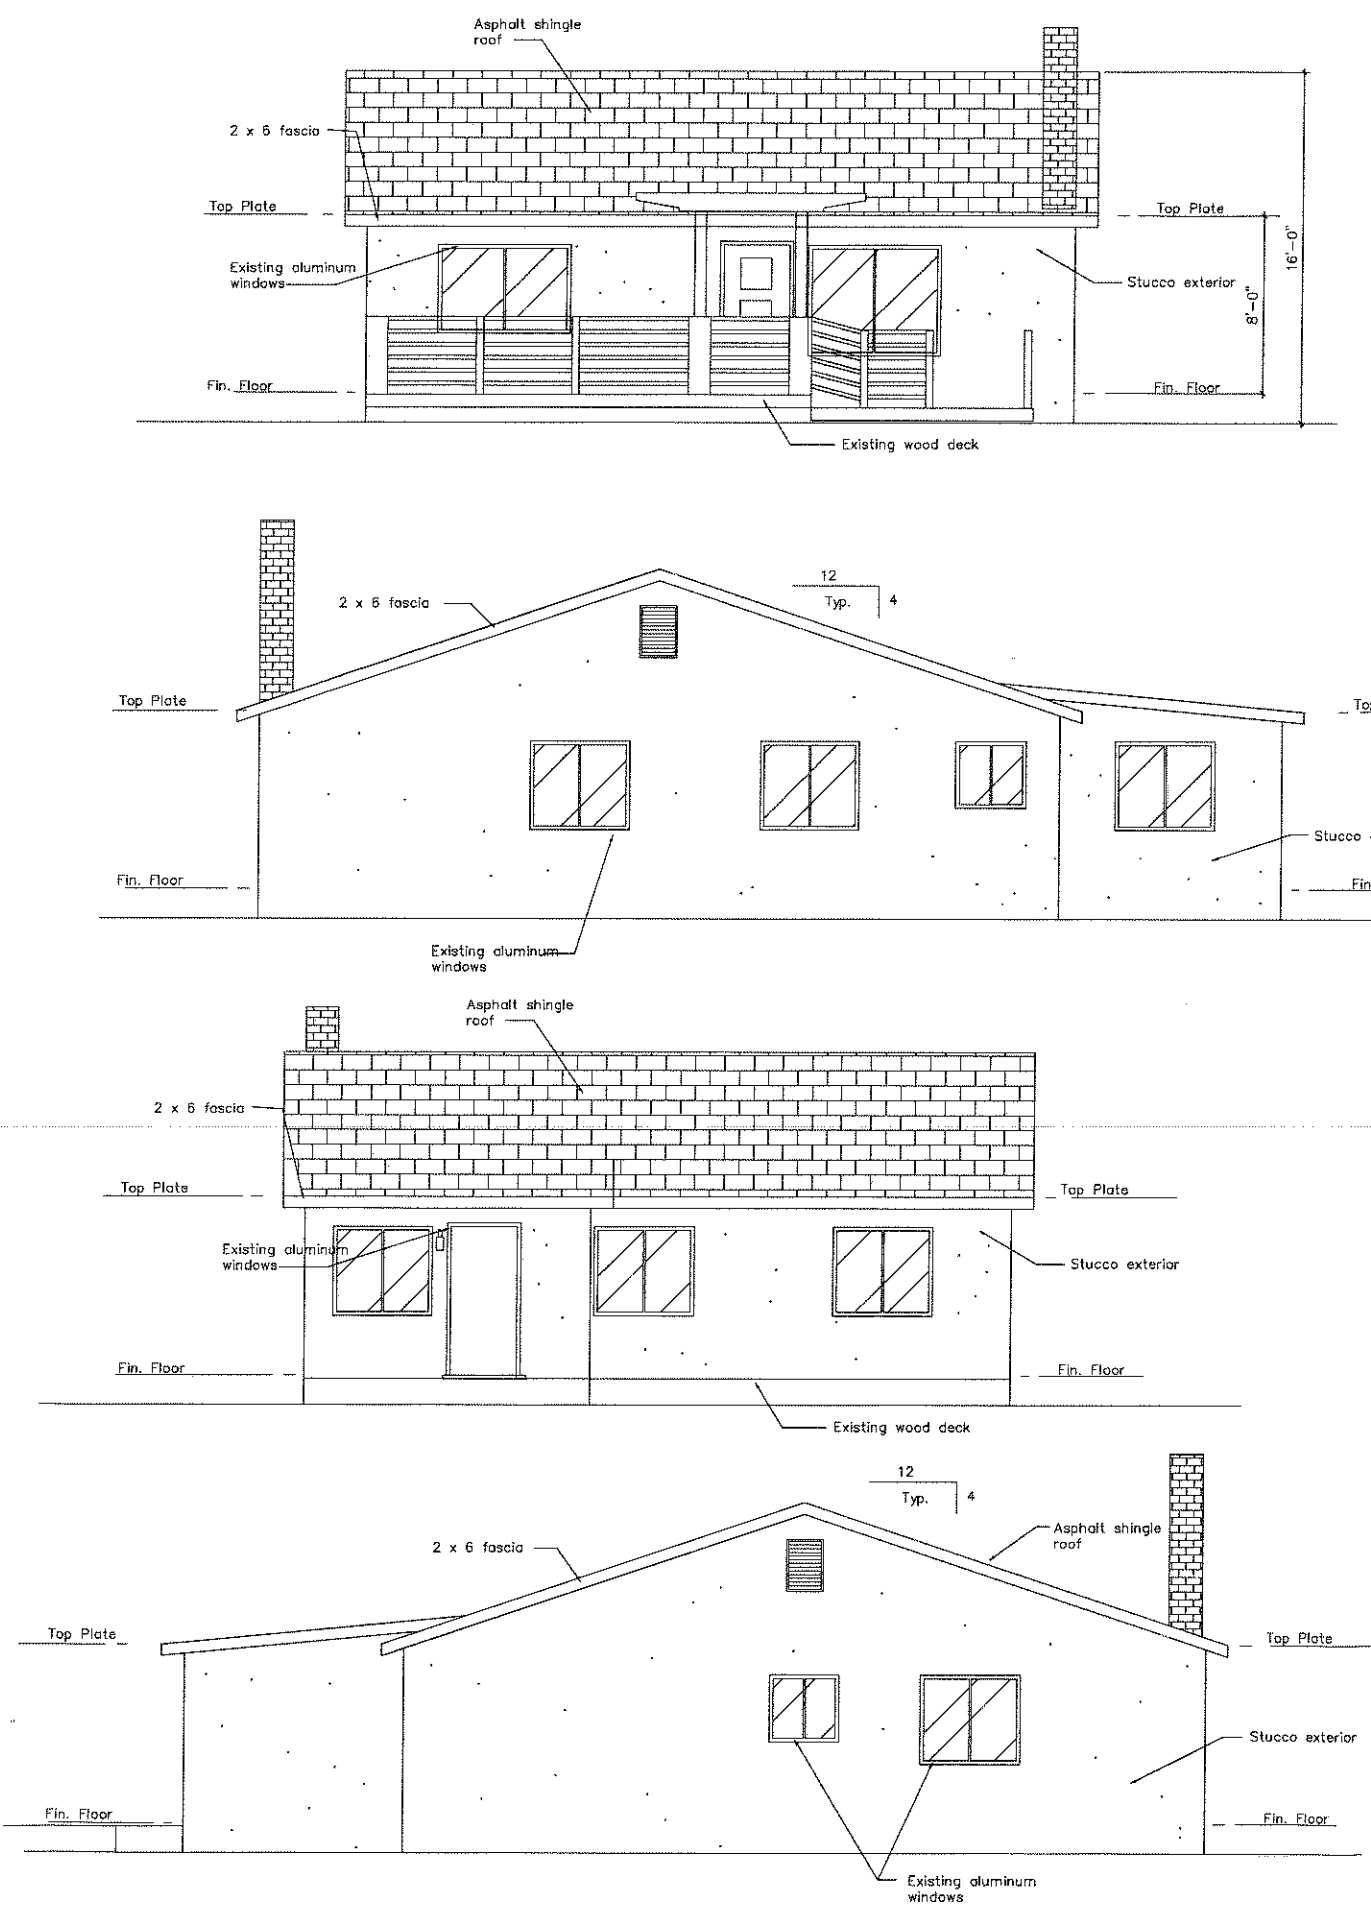 Asphalt shingle
roof
2 x 6 fascia
Top Plate
Top Plate
Existing aluminum
windows
Stucco exterior
16'-0"
8'-0"
Fin. Floor
Fin. Floor
Existing wood deck
12
Typ.
4
2 x 6 fascia
Top Plate
Stucco
Fin. Floor
Fin
Existing aluminum
windows
Asphalt shingle
roof
2 x 6 fascia
Top Plate
Top Plate
Existing aluminum
windows
Stucco exterior
Fin. Floor
Fin. Floor
Existing wood deck
12
Typ.
4
Asphalt shingle
roof
2 x 6 fascia
Top Plate
Top Plate
Stucco exterior
Fin. Floor
Fin. Floor
Existing aluminum
windows